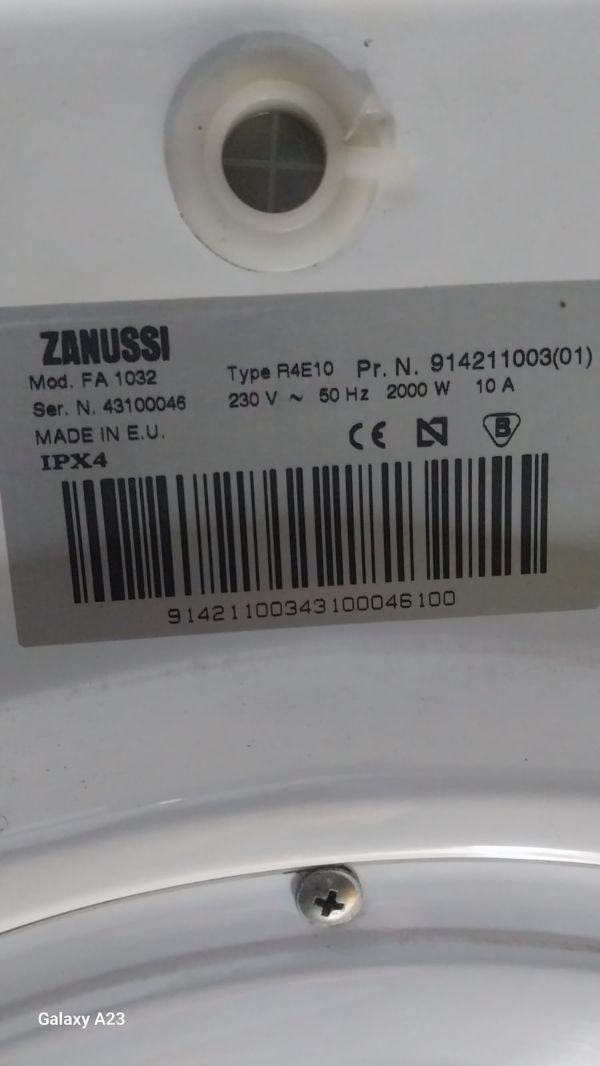 ZANUSSI
Mod. FA 1032 Type R4E10 Pr. N. 914211003(01)
Ser. N. 43100046 230 V ~ 50 Hz 2000 W 10 A
MADE IN E.U. CE N B
IPX4
91421100343100046100
Galaxy A23